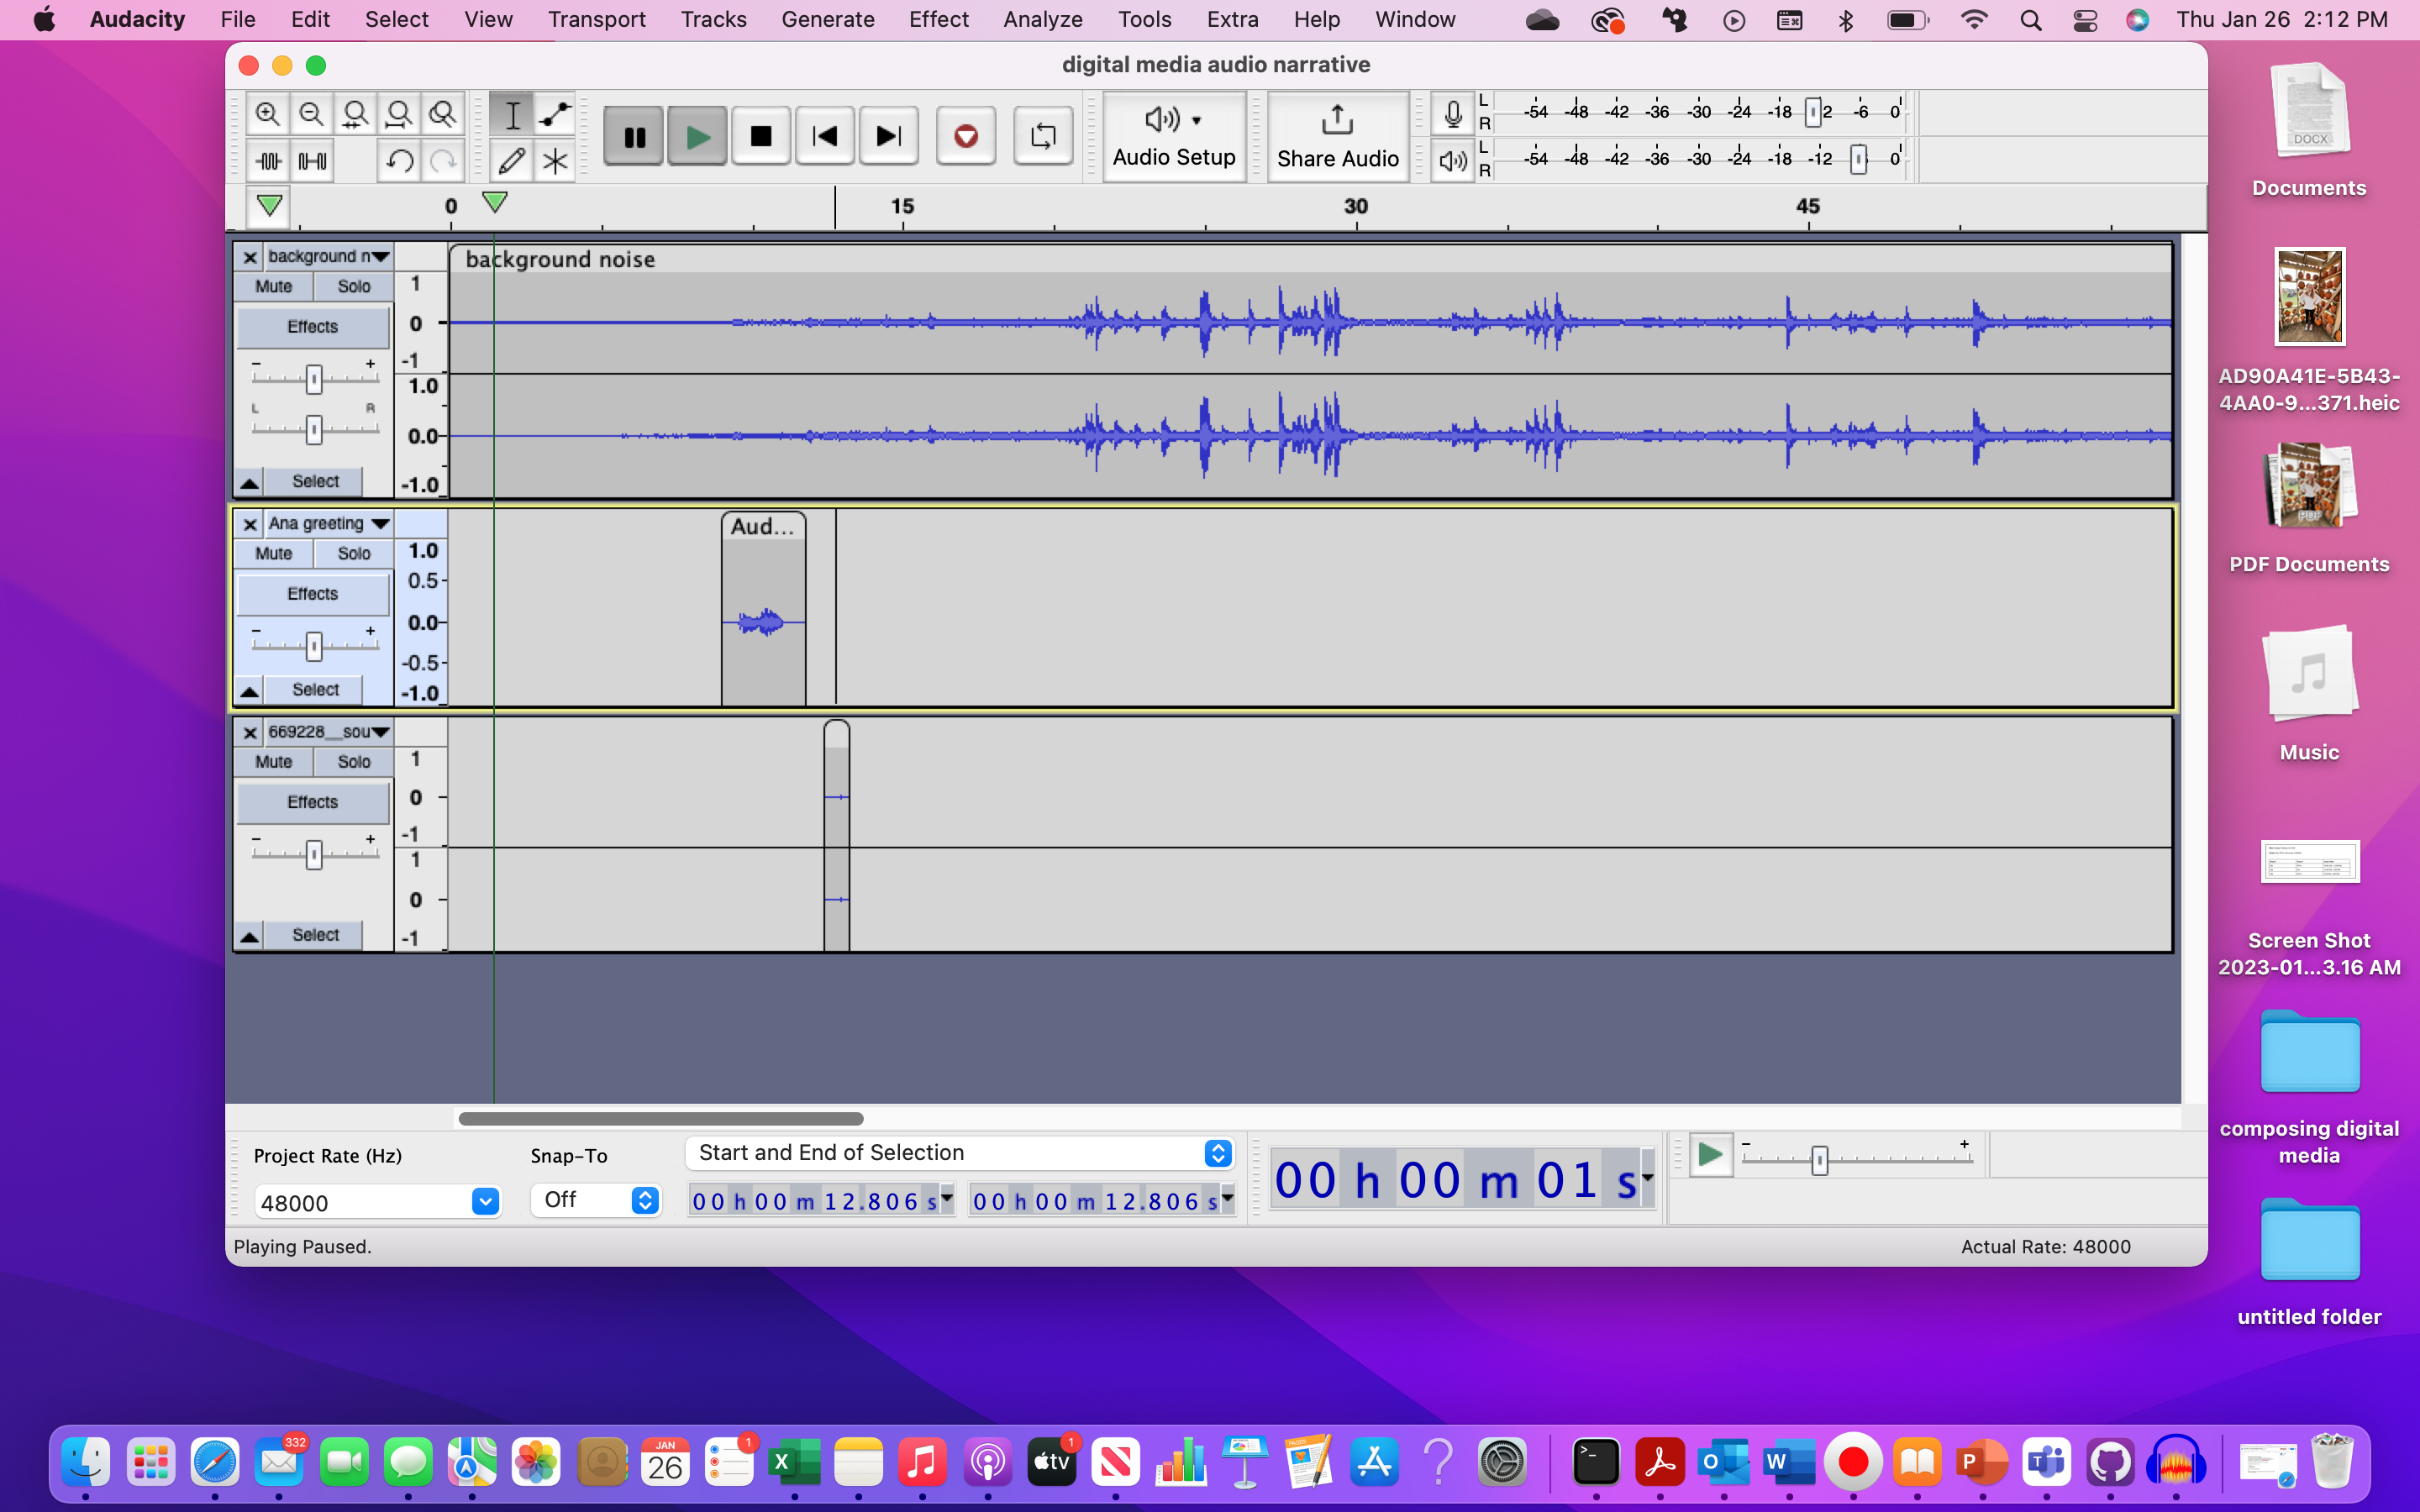 Audacity File Edit Select View Transport Tracks Generate Effect Analyze Tools Extra Help Window Thu Jan 26 2:12 PM
digital media audio narrative
Audio Setup
Share Audio
L
R
-54 -48 -42 -36 -30 -24 -18 2 -6 0
L
R
-54 -48 -42 -36 -30 -24 -18 -12 0
0 15 30 45
background n
Mute Solo
Effects
- +
L R
Select
1
0
-1
1.0
0.0
-1.0
background noise
Ana greeting
Mute Solo
Effects
- +
Select
1.0
0.5
0.0
-0.5
-1.0
Aud...
669228__sou
Mute Solo
Effects
- +
Select
1
0
-1
1
0
-1
Project Rate (Hz)
48000
Snap-To
Off
Start and End of Selection
00 h 00 m 12.806 s
00 h 00 m 12.806 s
00 h 00 m 01 s
- +
Playing Paused.
Actual Rate: 48000
DOCX
Documents
AD90A41E-5B43-
4AA0-9...371.heic
PDF
PDF Documents
Music
Screen Shot
2023-01...3.16 AM
composing digital
media
untitled folder
332
JAN
26
1
X
tv
1
>_
O
W
P
T